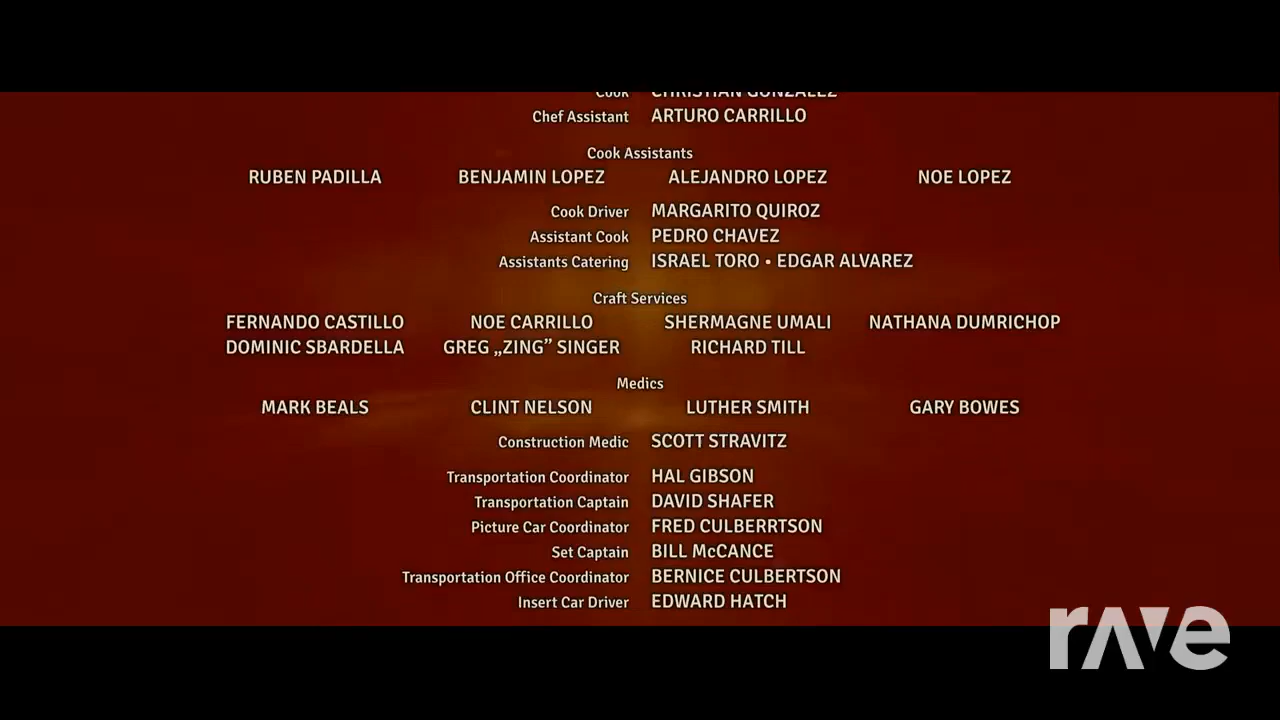 Cook CHRISTIAN GONZALEZ
Chef Assistant ARTURO CARRILLO
Cook Assistants
RUBEN PADILLA BENJAMIN LOPEZ ALEJANDRO LOPEZ NOE LOPEZ
Cook Driver MARGARITO QUIROZ
Assistant Cook PEDRO CHAVEZ
Assistants Catering ISRAEL TORO • EDGAR ALVAREZ
Craft Services
FERNANDO CASTILLO NOE CARRILLO SHERMAGNE UMALI NATHANA DUMRICHOP
DOMINIC SBARDELLA GREG „ZING” SINGER RICHARD TILL
Medics
MARK BEALS CLINT NELSON LUTHER SMITH GARY BOWES
Construction Medic SCOTT STRAVITZ
Transportation Coordinator HAL GIBSON
Transportation Captain DAVID SHAFER
Picture Car Coordinator FRED CULBERRTSON
Set Captain BILL McCANCE
Transportation Office Coordinator BERNICE CULBERTSON
Insert Car Driver EDWARD HATCH
rave